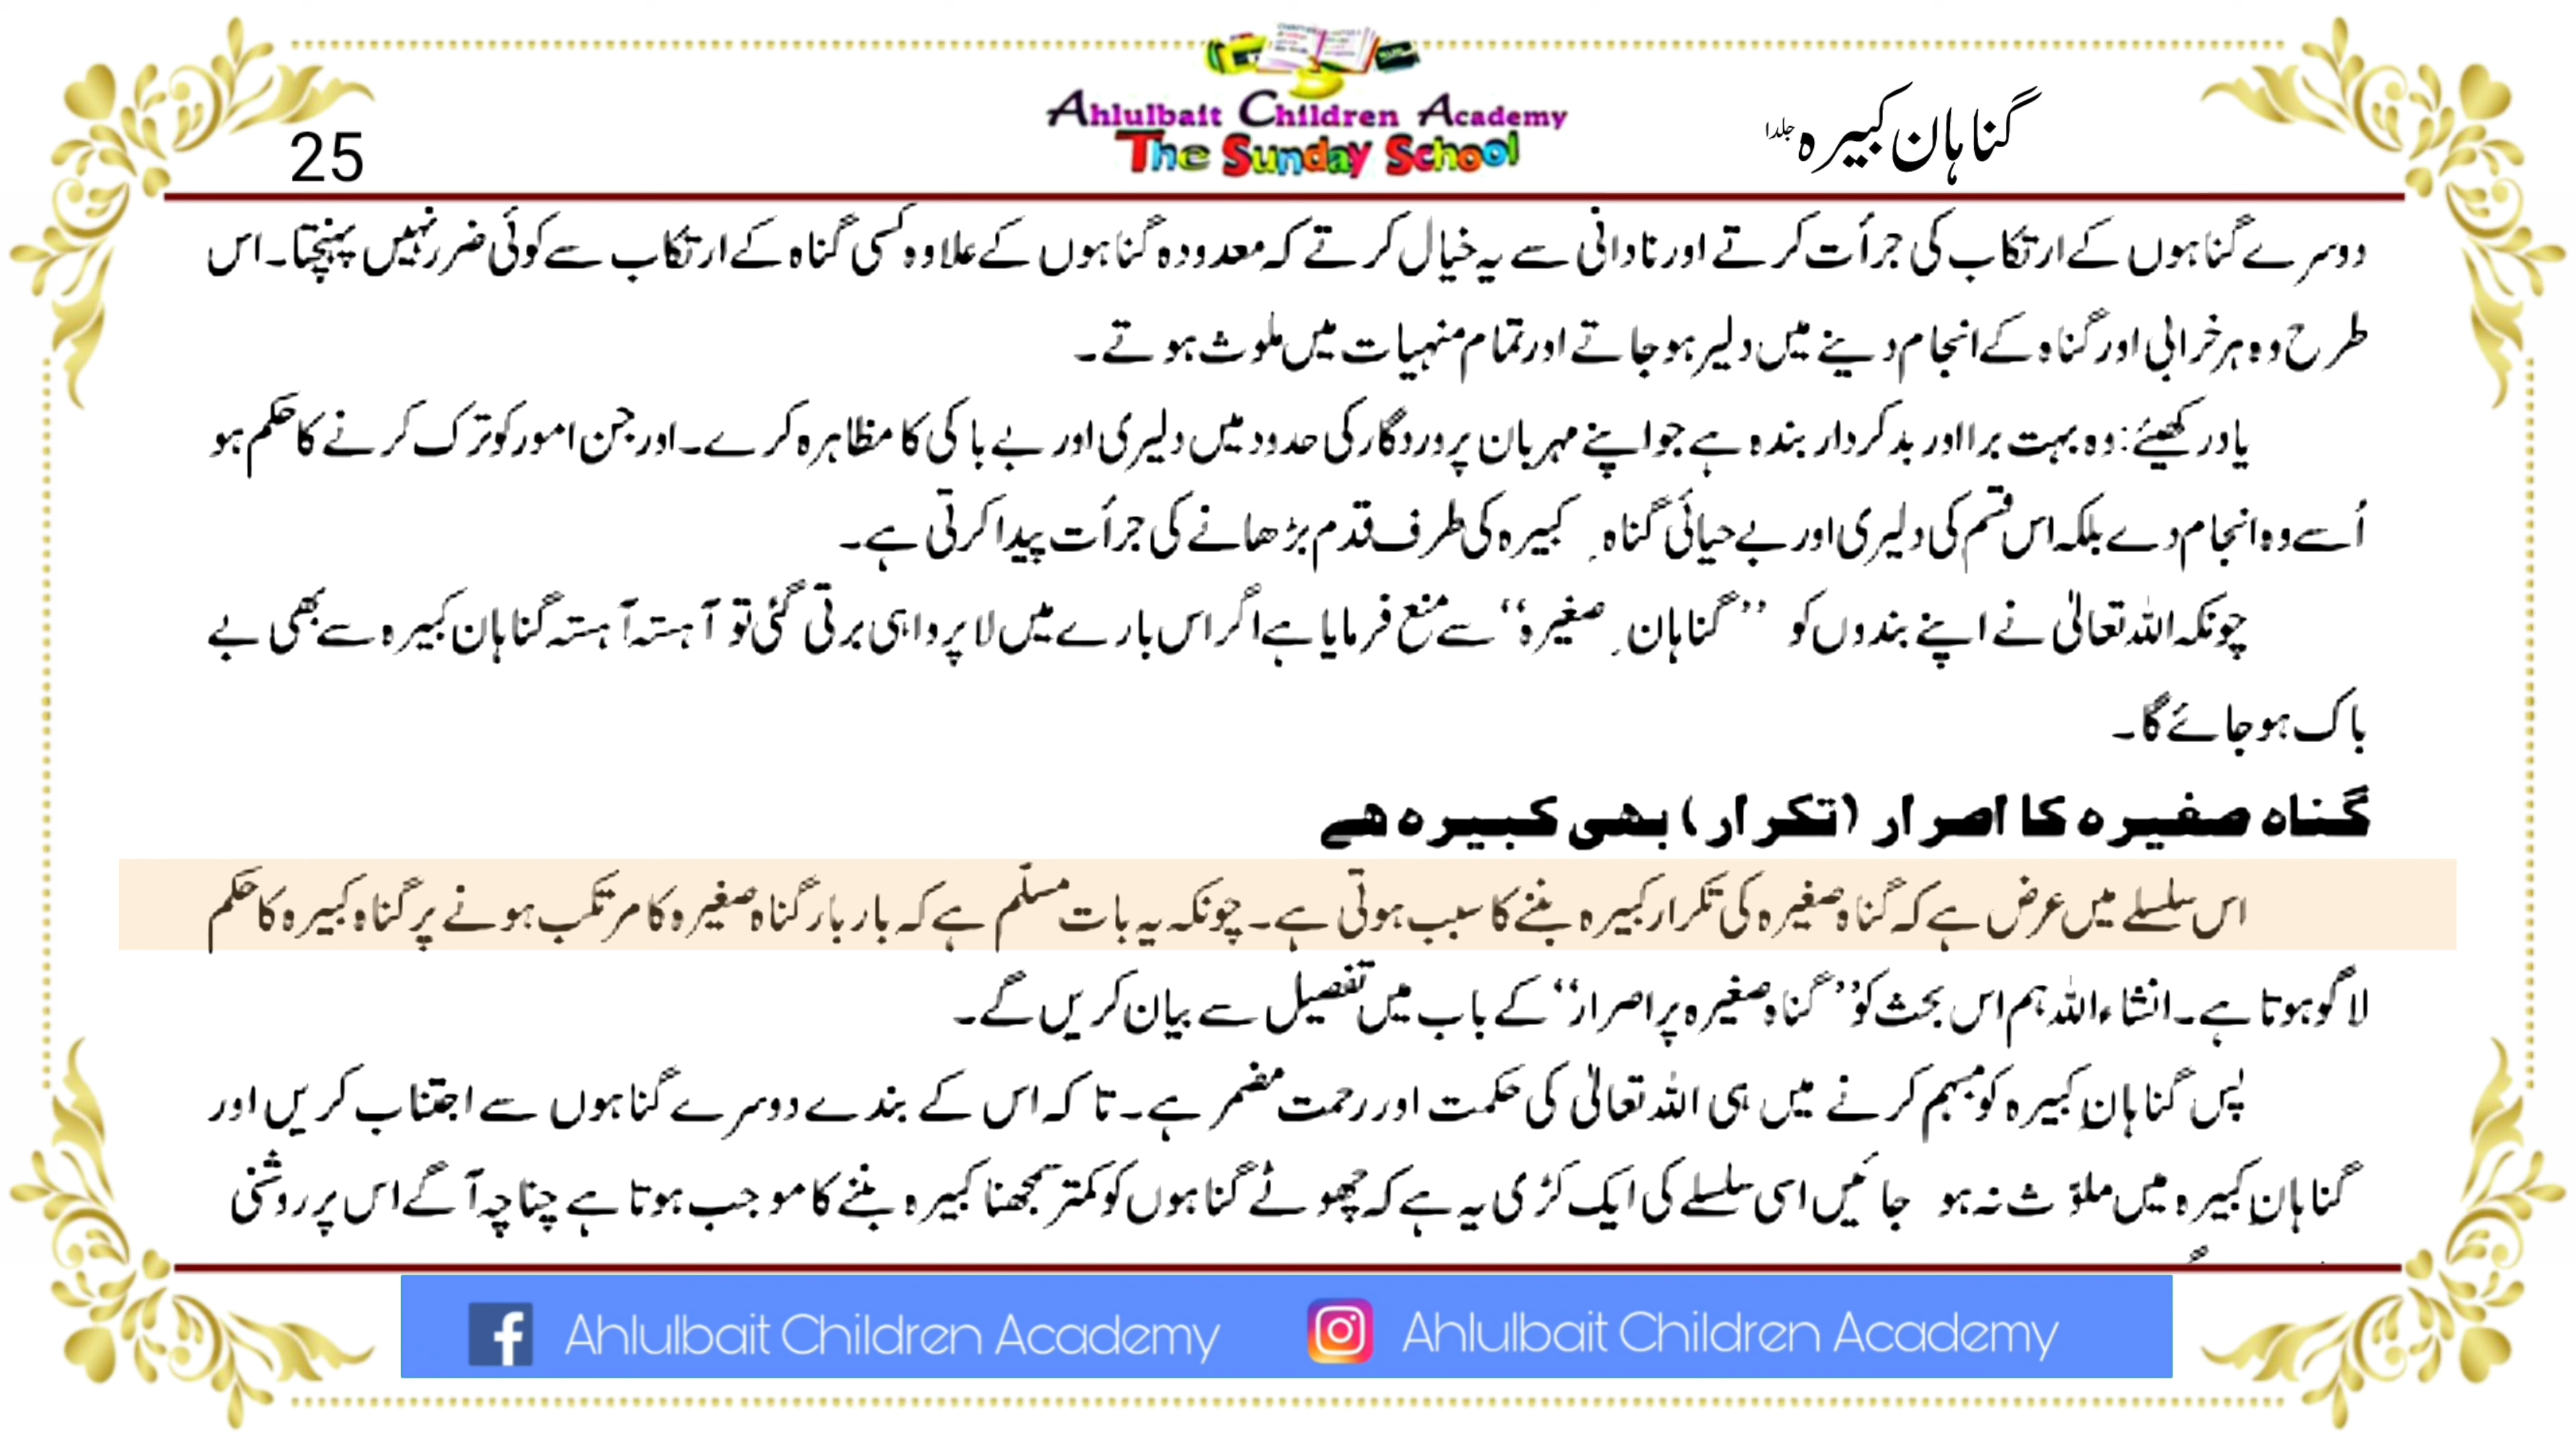 Ahlulbait Children Academy
The Sunday School
گناہان کبیرہ جلد۱
25
دوسرے گناہوں کے ارتکاب کی جرأت کرتے اور نادانی سے یہ خیال کرتے کہ معدودہ گناہوں کے علاوہ کسی گناہ کے ارتکاب سے کوئی ضرر نہیں پہنچتا۔ اس
طرح وہ ہر خرابی اور گناہ کے انجام دینے میں دلیر ہو جاتے اور تمام منہیات میں ملوث ہوتے۔
یاد رکھیئے: وہ بہت برا اور بد کردار بندہ ہے جو اپنے مہربان پروردگار کی حدود میں دلیری اور بے باکی کا مظاہرہ کرے۔ اور جن امور کو ترک کرنے کا حکم ہو
اُسے وہ انجام دے بلکہ اس قسم کی دلیری اور بے حیائی گناہِ کبیرہ کی طرف قدم بڑھانے کی جرأت پیدا کرتی ہے۔
چونکہ اللہ تعالیٰ نے اپنے بندوں کو ”گناہانِ صغیرہ“ سے منع فرمایا ہے اگر اس بارے میں لا پرواہی برتی گئی تو آہستہ آہستہ گناہان کبیرہ سے بھی بے
باک ہو جائے گا۔
گناہ صغیرہ کا اصرار (تکرار) بھی کبیرہ ھے
اس سلسلے میں عرض ہے کہ گناہ صغیرہ کی تکرار کبیرہ بننے کا سبب ہوتی ہے۔ چونکہ یہ بات مسلّم ہے کہ بار بار گناہ صغیرہ کا مرتکب ہونے پر گناہ کبیرہ کا حکم
لاگو ہوتا ہے۔ انشاء اللہ ہم اس بحث کو ”گناہ صغیرہ پر اصرار“ کے باب میں تفصیل سے بیان کریں گے۔
پس گناہانِ کبیرہ کو مبہم کرنے میں ہی اللہ تعالیٰ کی حکمت اور رحمت مضمر ہے۔ تا کہ اس کے بندے دوسرے گناہوں سے اجتناب کریں اور
گناہانِ کبیرہ میں ملوّث نہ ہو جائیں اسی سلسلے کی ایک کڑی یہ ہے کہ چھوٹے گناہوں کو کمتر سمجھنا کبیرہ بننے کا موجب ہوتا ہے چناچہ آگے اس پر روشنی
Ahlulbait Children Academy
Ahlulbait Children Academy